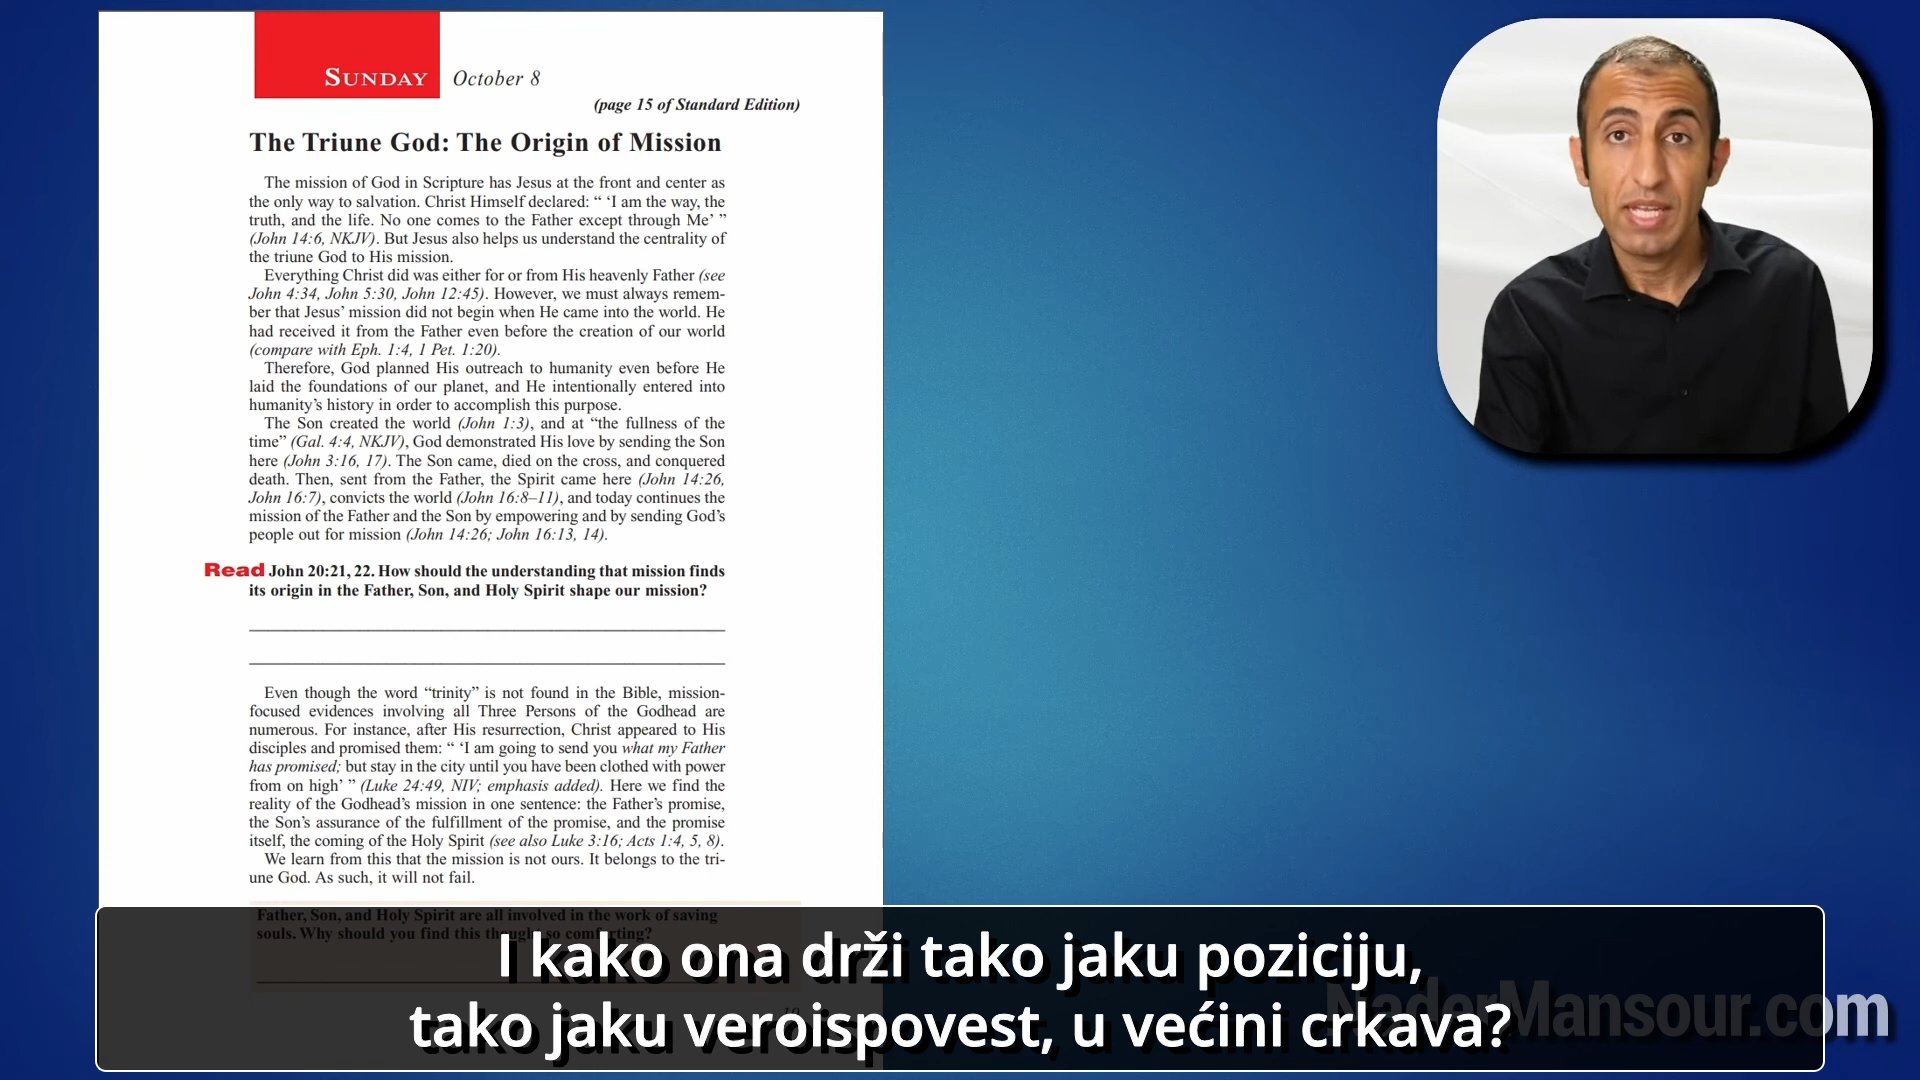 SUNDAY October 8
(page 15 of Standard Edition)
The Triune God: The Origin of Mission
The mission of God in Scripture has Jesus at the front and center as
the only way to salvation. Christ Himself declared: “ ‘I am the way, the
truth, and the life. No one comes to the Father except through Me’ ”
(John 14:6, NKJV). But Jesus also helps us understand the centrality of
the triune God to His mission.
Everything Christ did was either for or from His heavenly Father (see
John 4:34, John 5:30, John 12:45). However, we must always remem-
ber that Jesus’ mission did not begin when He came into the world. He
had received it from the Father even before the creation of our world
(compare with Eph. 1:4, 1 Pet. 1:20).
Therefore, God planned His outreach to humanity even before He
laid the foundations of our planet, and He intentionally entered into
humanity’s history in order to accomplish this purpose.
The Son created the world (John 1:3), and at “the fullness of the
time” (Gal. 4:4, NKJV), God demonstrated His love by sending the Son
here (John 3:16, 17). The Son came, died on the cross, and conquered
death. Then, sent from the Father, the Spirit came here (John 14:26,
John 16:7), convicts the world (John 16:8–11), and today continues the
mission of the Father and the Son by empowering and by sending God’s
people out for mission (John 14:26; John 16:13, 14).
Read John 20:21, 22. How should the understanding that mission finds
its origin in the Father, Son, and Holy Spirit shape our mission?
Even though the word “trinity” is not found in the Bible, mission-
focused evidences involving all Three Persons of the Godhead are
numerous. For instance, after His resurrection, Christ appeared to His
disciples and promised them: “ ‘I am going to send you what my Father
has promised; but stay in the city until you have been clothed with power
from on high’ ” (Luke 24:49, NIV; emphasis added). Here we find the
reality of the Godhead’s mission in one sentence: the Father’s promise,
the Son’s assurance of the fulfillment of the promise, and the promise
itself, the coming of the Holy Spirit (see also Luke 3:16; Acts 1:4, 5, 8).
We learn from this that the mission is not ours. It belongs to the tri-
une God. As such, it will not fail.
Father, Son, and Holy Spirit are all involved in the work of saving
souls. Why should you find this thought so comforting?
I kako ona drži tako jaku poziciju,
tako jaku veroispovest, u većini crkava?
NaderMansour.com